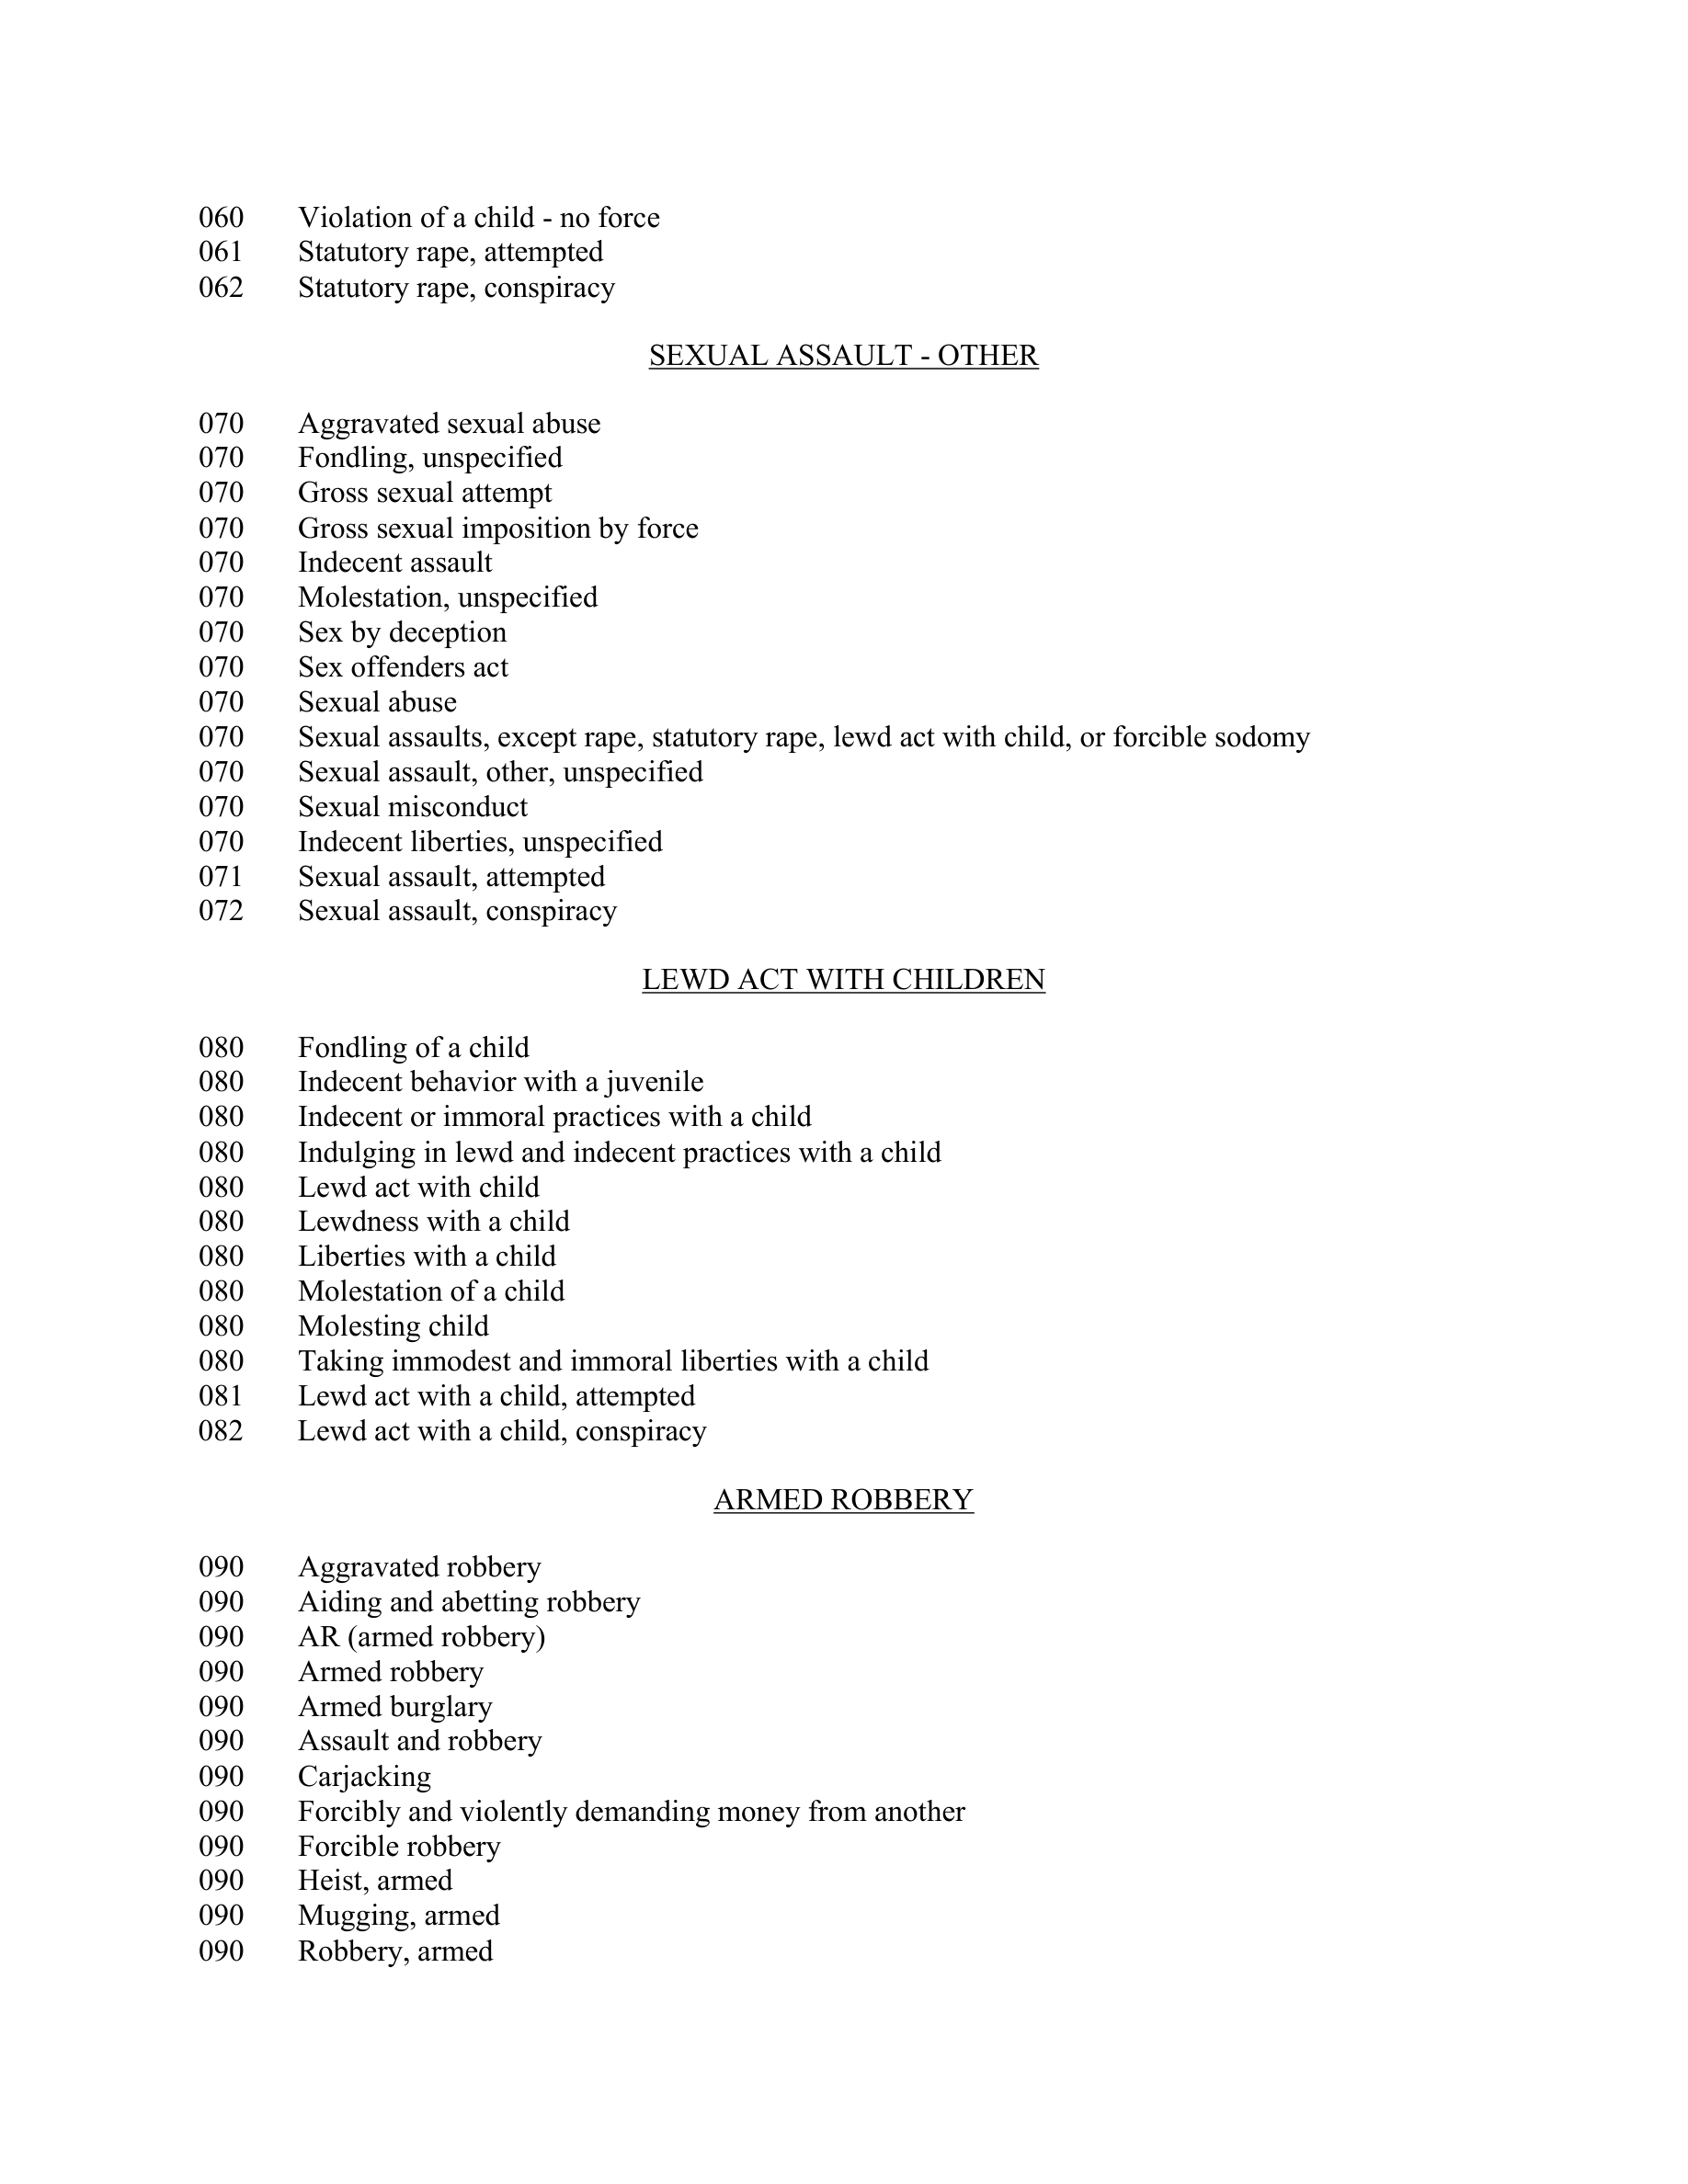 060 Violation of a child - no force
061 Statutory rape, attempted
062 Statutory rape, conspiracy
SEXUAL ASSAULT - OTHER
070 Aggravated sexual abuse
070 Fondling, unspecified
070 Gross sexual attempt
070 Gross sexual imposition by force
070 Indecent assault
070 Molestation, unspecified
070 Sex by deception
070 Sex offenders act
070 Sexual abuse
070 Sexual assaults, except rape, statutory rape, lewd act with child, or forcible sodomy
070 Sexual assault, other, unspecified
070 Sexual misconduct
070 Indecent liberties, unspecified
071 Sexual assault, attempted
072 Sexual assault, conspiracy
LEWD ACT WITH CHILDREN
080 Fondling of a child
080 Indecent behavior with a juvenile
080 Indecent or immoral practices with a child
080 Indulging in lewd and indecent practices with a child
080 Lewd act with child
080 Lewdness with a child
080 Liberties with a child
080 Molestation of a child
080 Molesting child
080 Taking immodest and immoral liberties with a child
081 Lewd act with a child, attempted
082 Lewd act with a child, conspiracy
ARMED ROBBERY
090 Aggravated robbery
090 Aiding and abetting robbery
090 AR (armed robbery)
090 Armed robbery
090 Armed burglary
090 Assault and robbery
090 Carjacking
090 Forcibly and violently demanding money from another
090 Forcible robbery
090 Heist, armed
090 Mugging, armed
090 Robbery, armed